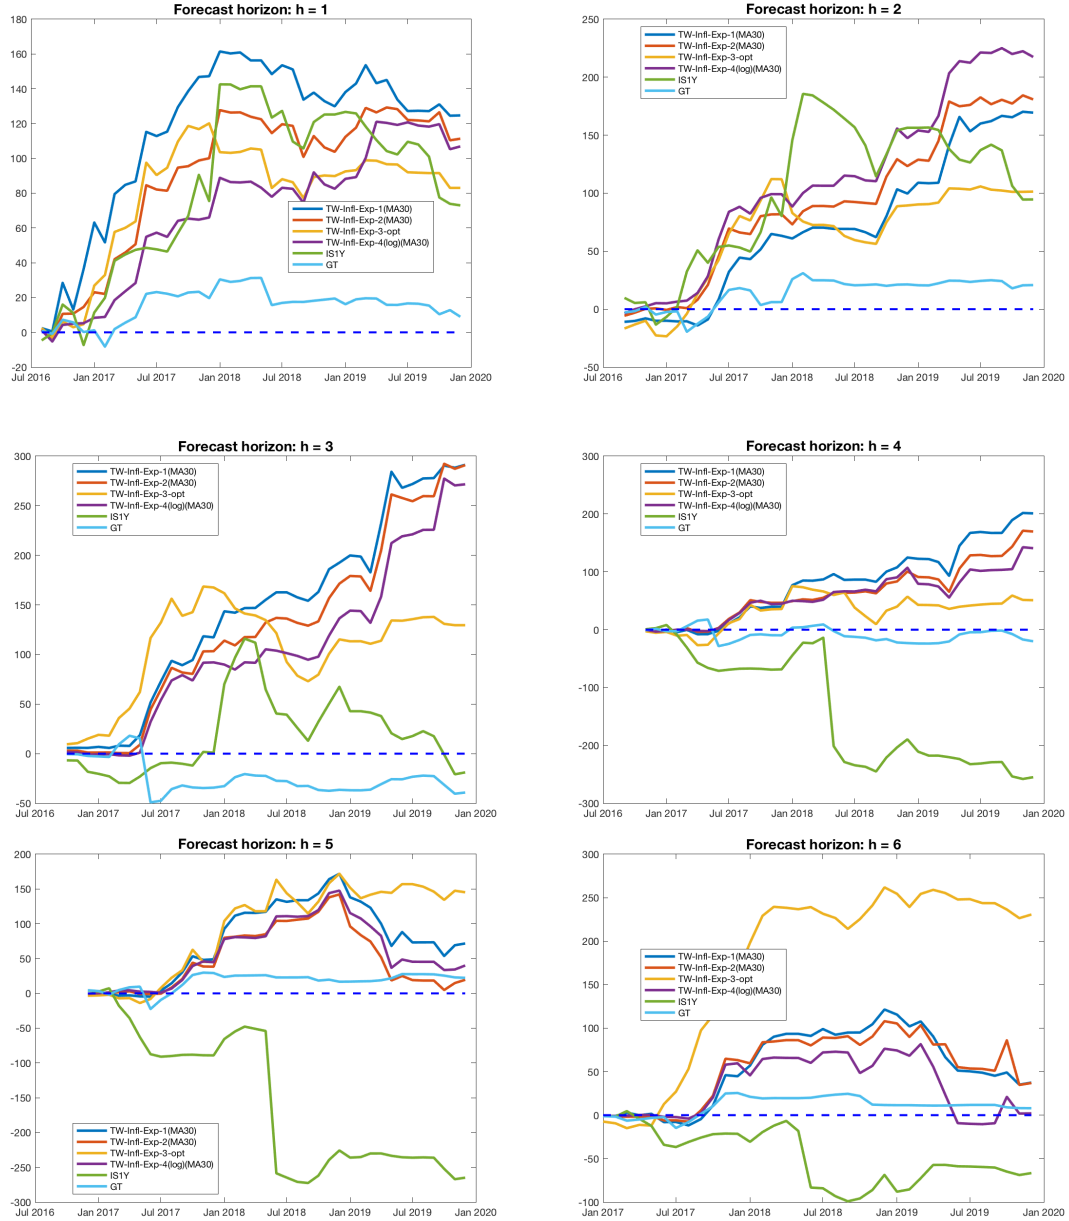 Forecast horizon: h = 1
180
160
140
120
100
80
60
40
20
0
-20
TW-Infl-Exp-1(MA30)
TW-Infl-Exp-2(MA30)
TW-Infl-Exp-3-opt
TW-Infl-Exp-4(log)(MA30)
IS1Y
GT
Jul 2016 Jan 2017 Jul 2017 Jan 2018 Jul 2018 Jan 2019 Jul 2019 Jan 2020
Forecast horizon: h = 2
250
200
150
100
50
0
-50
TW-Infl-Exp-1(MA30)
TW-Infl-Exp-2(MA30)
TW-Infl-Exp-3-opt
TW-Infl-Exp-4(log)(MA30)
IS1Y
GT
Jul 2016 Jan 2017 Jul 2017 Jan 2018 Jul 2018 Jan 2019 Jul 2019 Jan 2020
Forecast horizon: h = 3
300
250
200
150
100
50
0
-50
TW-Infl-Exp-1(MA30)
TW-Infl-Exp-2(MA30)
TW-Infl-Exp-3-opt
TW-Infl-Exp-4(log)(MA30)
IS1Y
GT
Jul 2016 Jan 2017 Jul 2017 Jan 2018 Jul 2018 Jan 2019 Jul 2019 Jan 2020
Forecast horizon: h = 4
300
200
100
0
-100
-200
-300
TW-Infl-Exp-1(MA30)
TW-Infl-Exp-2(MA30)
TW-Infl-Exp-3-opt
TW-Infl-Exp-4(log)(MA30)
IS1Y
GT
Jul 2016 Jan 2017 Jul 2017 Jan 2018 Jul 2018 Jan 2019 Jul 2019 Jan 2020
Forecast horizon: h = 5
200
150
100
50
0
-50
-100
-150
-200
-250
-300
TW-Infl-Exp-1(MA30)
TW-Infl-Exp-2(MA30)
TW-Infl-Exp-3-opt
TW-Infl-Exp-4(log)(MA30)
IS1Y
GT
Jul 2016 Jan 2017 Jul 2017 Jan 2018 Jul 2018 Jan 2019 Jul 2019 Jan 2020
Forecast horizon: h = 6
300
250
200
150
100
50
0
-50
-100
TW-Infl-Exp-1(MA30)
TW-Infl-Exp-2(MA30)
TW-Infl-Exp-3-opt
TW-Infl-Exp-4(log)(MA30)
IS1Y
GT
Jan 2017 Jul 2017 Jan 2018 Jul 2018 Jan 2019 Jul 2019 Jan 2020